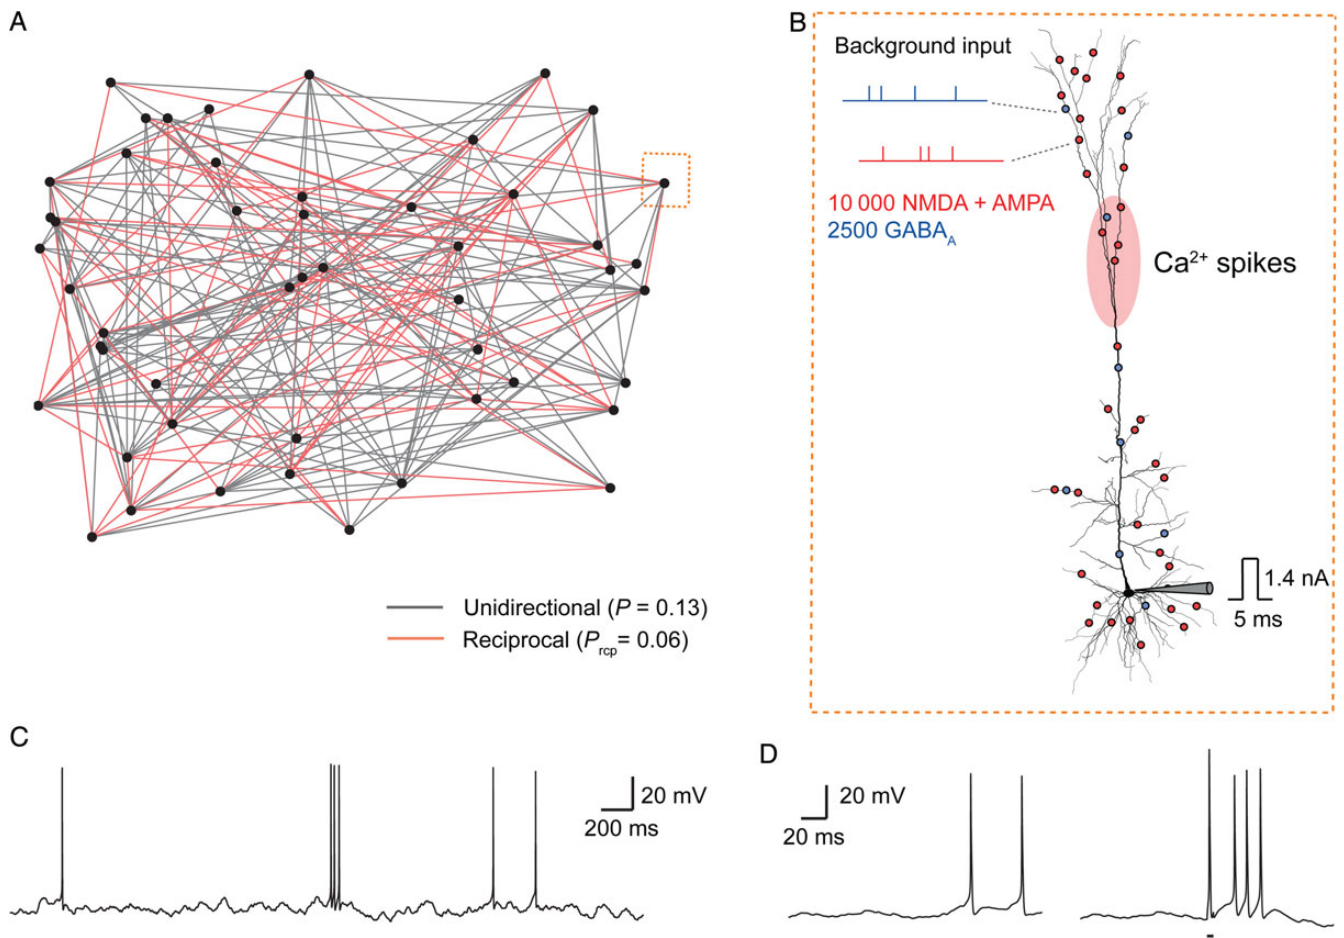 A
Unidirectional (P = 0.13)
Reciprocal (Prcp = 0.06)
B
Background input
10 000 NMDA + AMPA
2500 GABAA
Ca2+ spikes
1.4 nA
5 ms
C
20 mV
200 ms
D
20 mV
20 ms